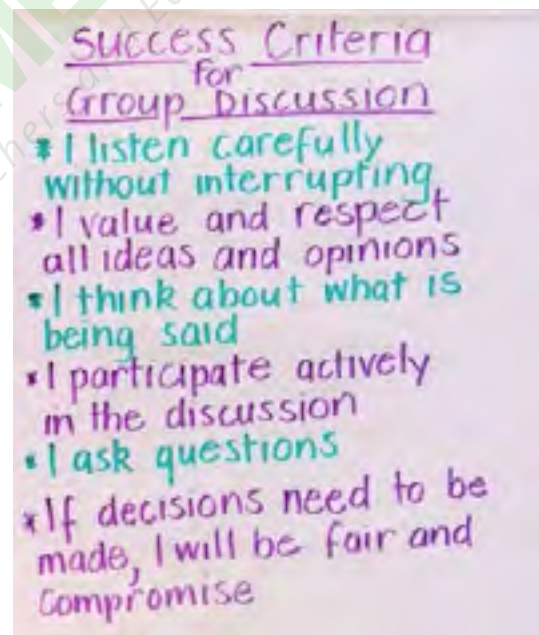 Success Criteria
for
Group Discussion
* I listen carefully
without interrupting
* I value and respect
all ideas and opinions
* I think about what is
being said
* I participate actively
in the discussion
* I ask questions
* If decisions need to be
made, I will be fair and
compromise